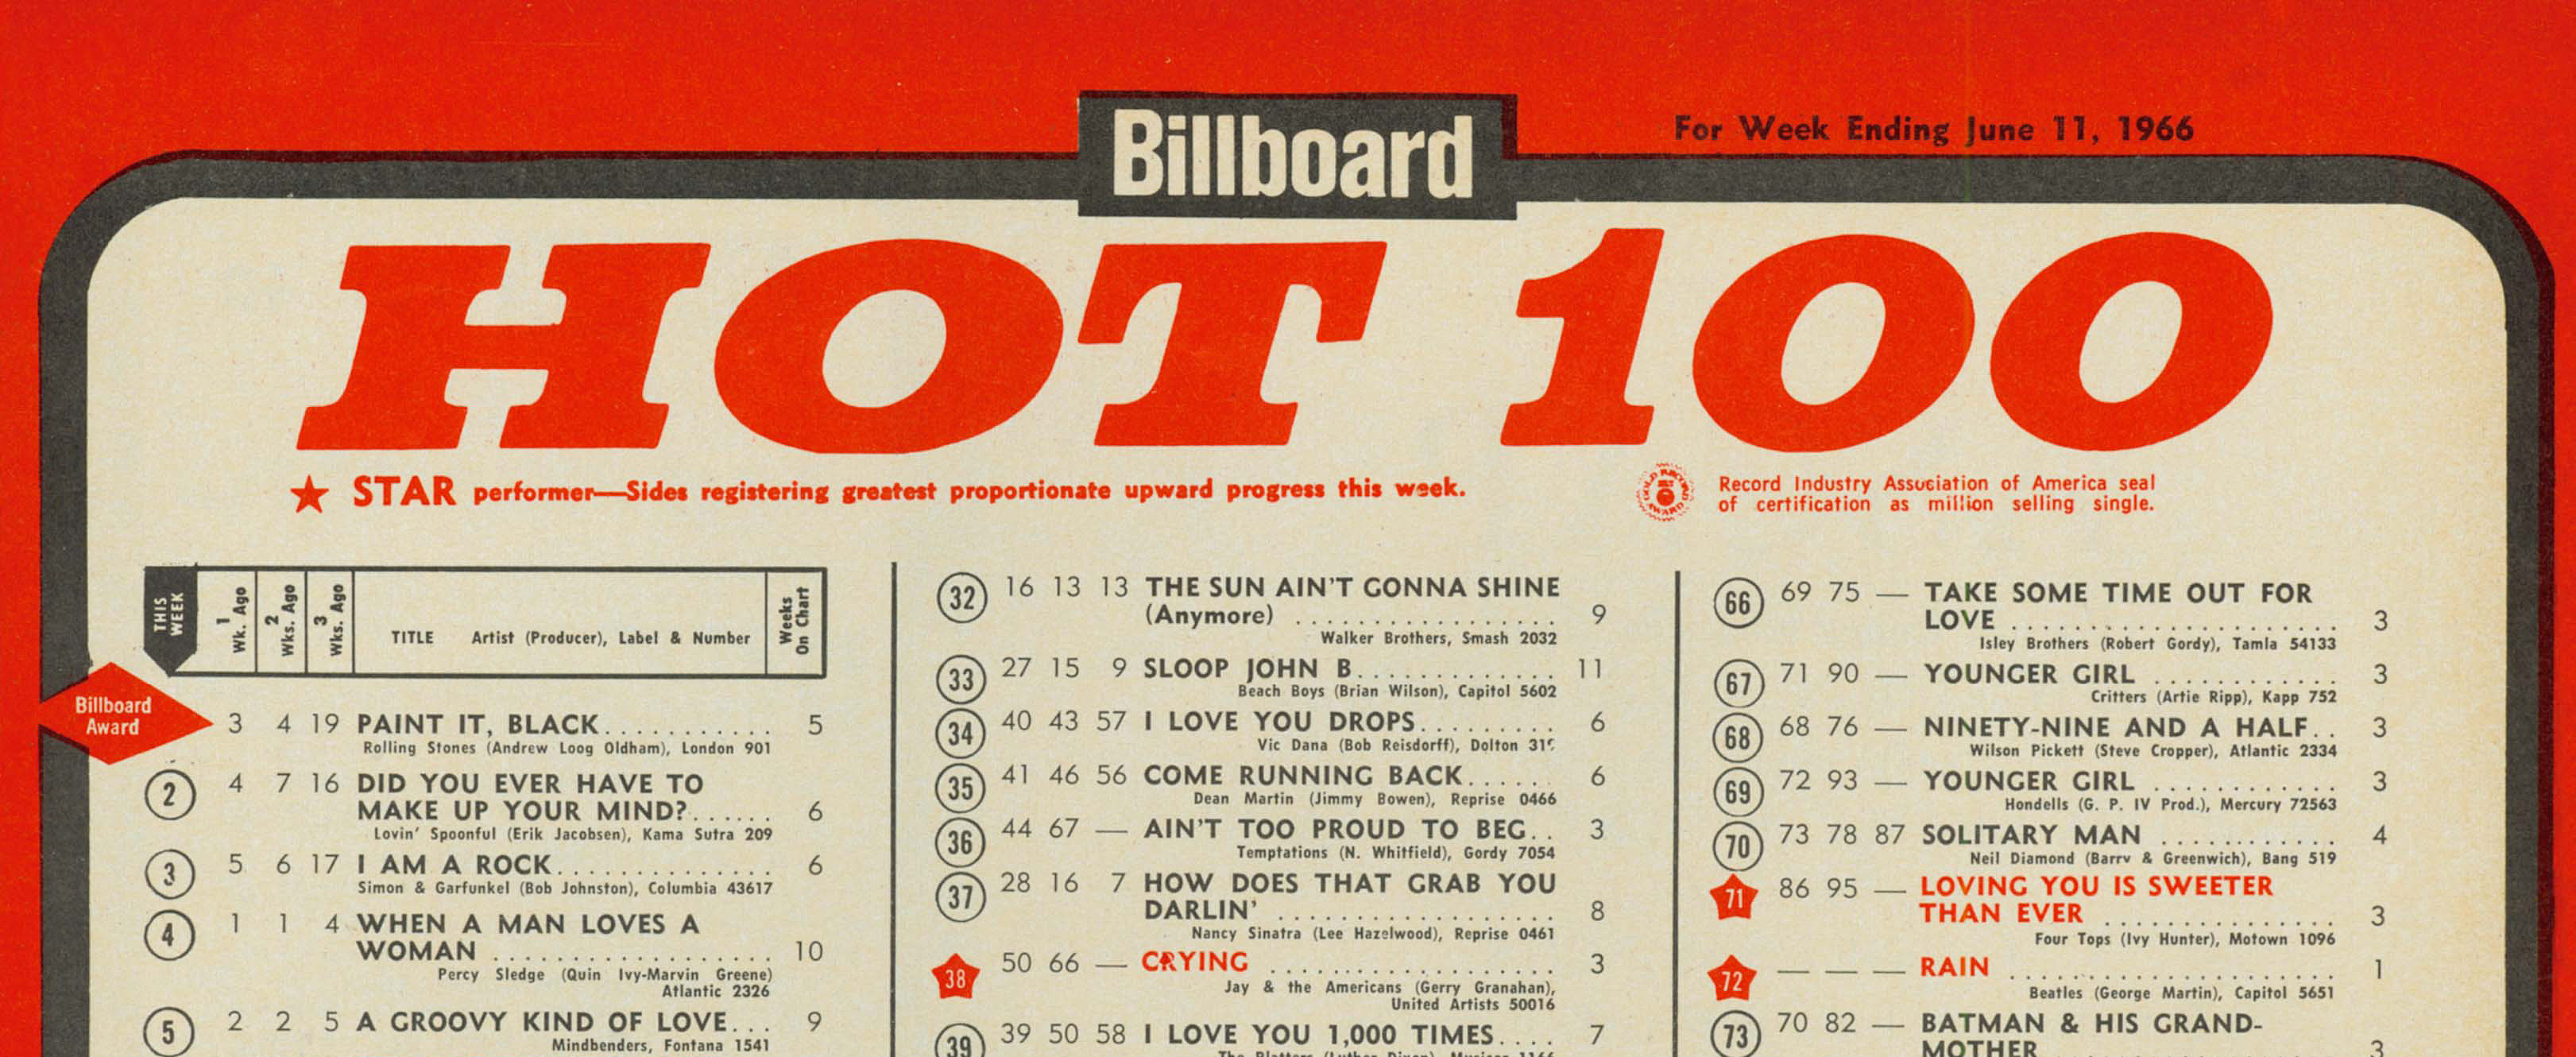 Billboard
For Week Ending June 11, 1966
HOT 100
★ STAR performer—Sides registering greatest proportionate upward progress this week.
GOLD RECORD AWARD
Record Industry Association of America seal
of certification as million selling single.
THIS WEEK
1 Wk. Ago
2 Wks. Ago
3 Wks. Ago
TITLE Artist (Producer), Label & Number
Weeks On Chart
Billboard
Award
3 4 19 PAINT IT, BLACK............ 5
Rolling Stones (Andrew Loog Oldham), London 901
2 4 7 16 DID YOU EVER HAVE TO
MAKE UP YOUR MIND?...... 6
Lovin' Spoonful (Erik Jacobsen), Kama Sutra 209
3 5 6 17 I AM A ROCK............... 6
Simon & Garfunkel (Bob Johnston), Columbia 43617
4 1 1 4 WHEN A MAN LOVES A
WOMAN .................. 10
Percy Sledge (Quin Ivy-Marvin Greene)
Atlantic 2326
5 2 2 5 A GROOVY KIND OF LOVE... 9
Mindbenders, Fontana 1541
32 16 13 13 THE SUN AIN'T GONNA SHINE
(Anymore) ................. 9
Walker Brothers, Smash 2032
33 27 15 9 SLOOP JOHN B.............. 11
Beach Boys (Brian Wilson), Capitol 5602
34 40 43 57 I LOVE YOU DROPS.......... 6
Vic Dana (Bob Reisdorff), Dolton
35 41 46 56 COME RUNNING BACK...... 6
Dean Martin (Jimmy Bowen), Reprise 0466
36 44 67 — AIN'T TOO PROUD TO BEG.. 3
Temptations (N. Whitfield), Gordy 7054
37 28 16 7 HOW DOES THAT GRAB YOU
DARLIN' .................. 8
Nancy Sinatra (Lee Hazelwood), Reprise 0461
38 50 66 — CRYING ................... 3
Jay & the Americans (Gerry Granahan),
United Artists 50016
39 39 50 58 I LOVE YOU 1,000 TIMES.... 7
66 69 75 — TAKE SOME TIME OUT FOR
LOVE ...................... 3
Isley Brothers (Robert Gordy), Tamla 54133
67 71 90 — YOUNGER GIRL ............. 3
Critters (Artie Ripp), Kapp 752
68 68 76 — NINETY-NINE AND A HALF.. 3
Wilson Pickett (Steve Cropper), Atlantic 2334
69 72 93 — YOUNGER GIRL ............. 3
Hondells (G. P. IV Prod.), Mercury 72563
70 73 78 87 SOLITARY MAN ............ 4
Neil Diamond (Barry & Greenwich), Bang 519
71 86 95 — LOVING YOU IS SWEETER
THAN EVER ................ 3
Four Tops (Ivy Hunter), Motown 1096
72 — — — RAIN ...................... 1
Beatles (George Martin), Capitol 5651
73 70 82 — BATMAN & HIS GRAND-
MOTHER .................... 3